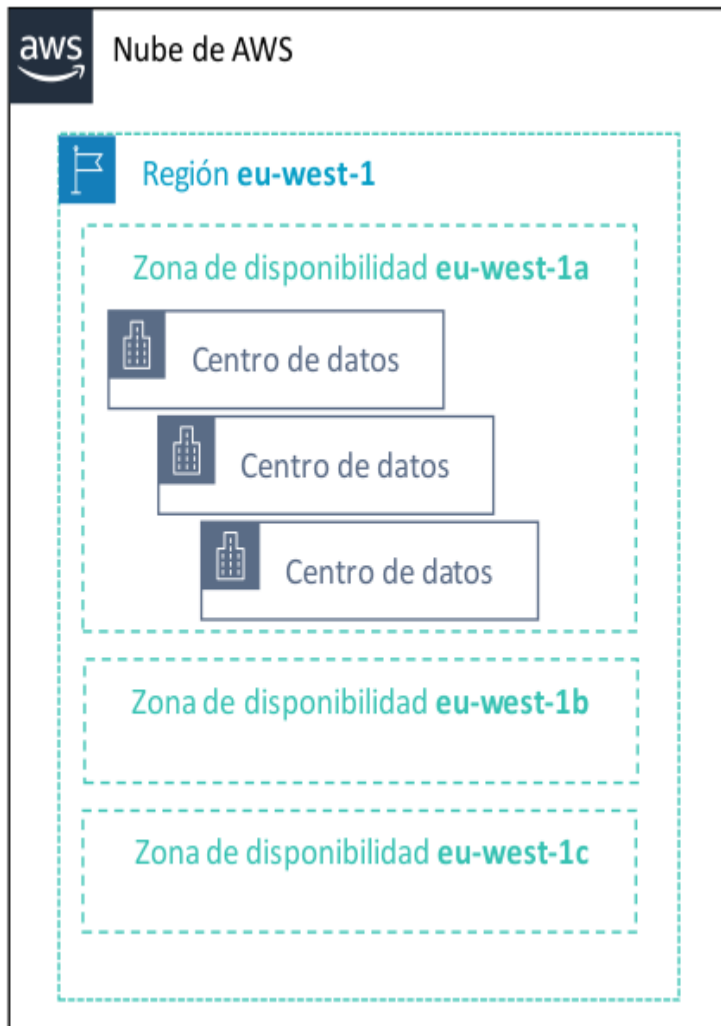 aws
Nube de AWS
Región eu-west-1
Zona de disponibilidad eu-west-1a
Centro de datos
Centro de datos
Centro de datos
Zona de disponibilidad eu-west-1b
Zona de disponibilidad eu-west-1c